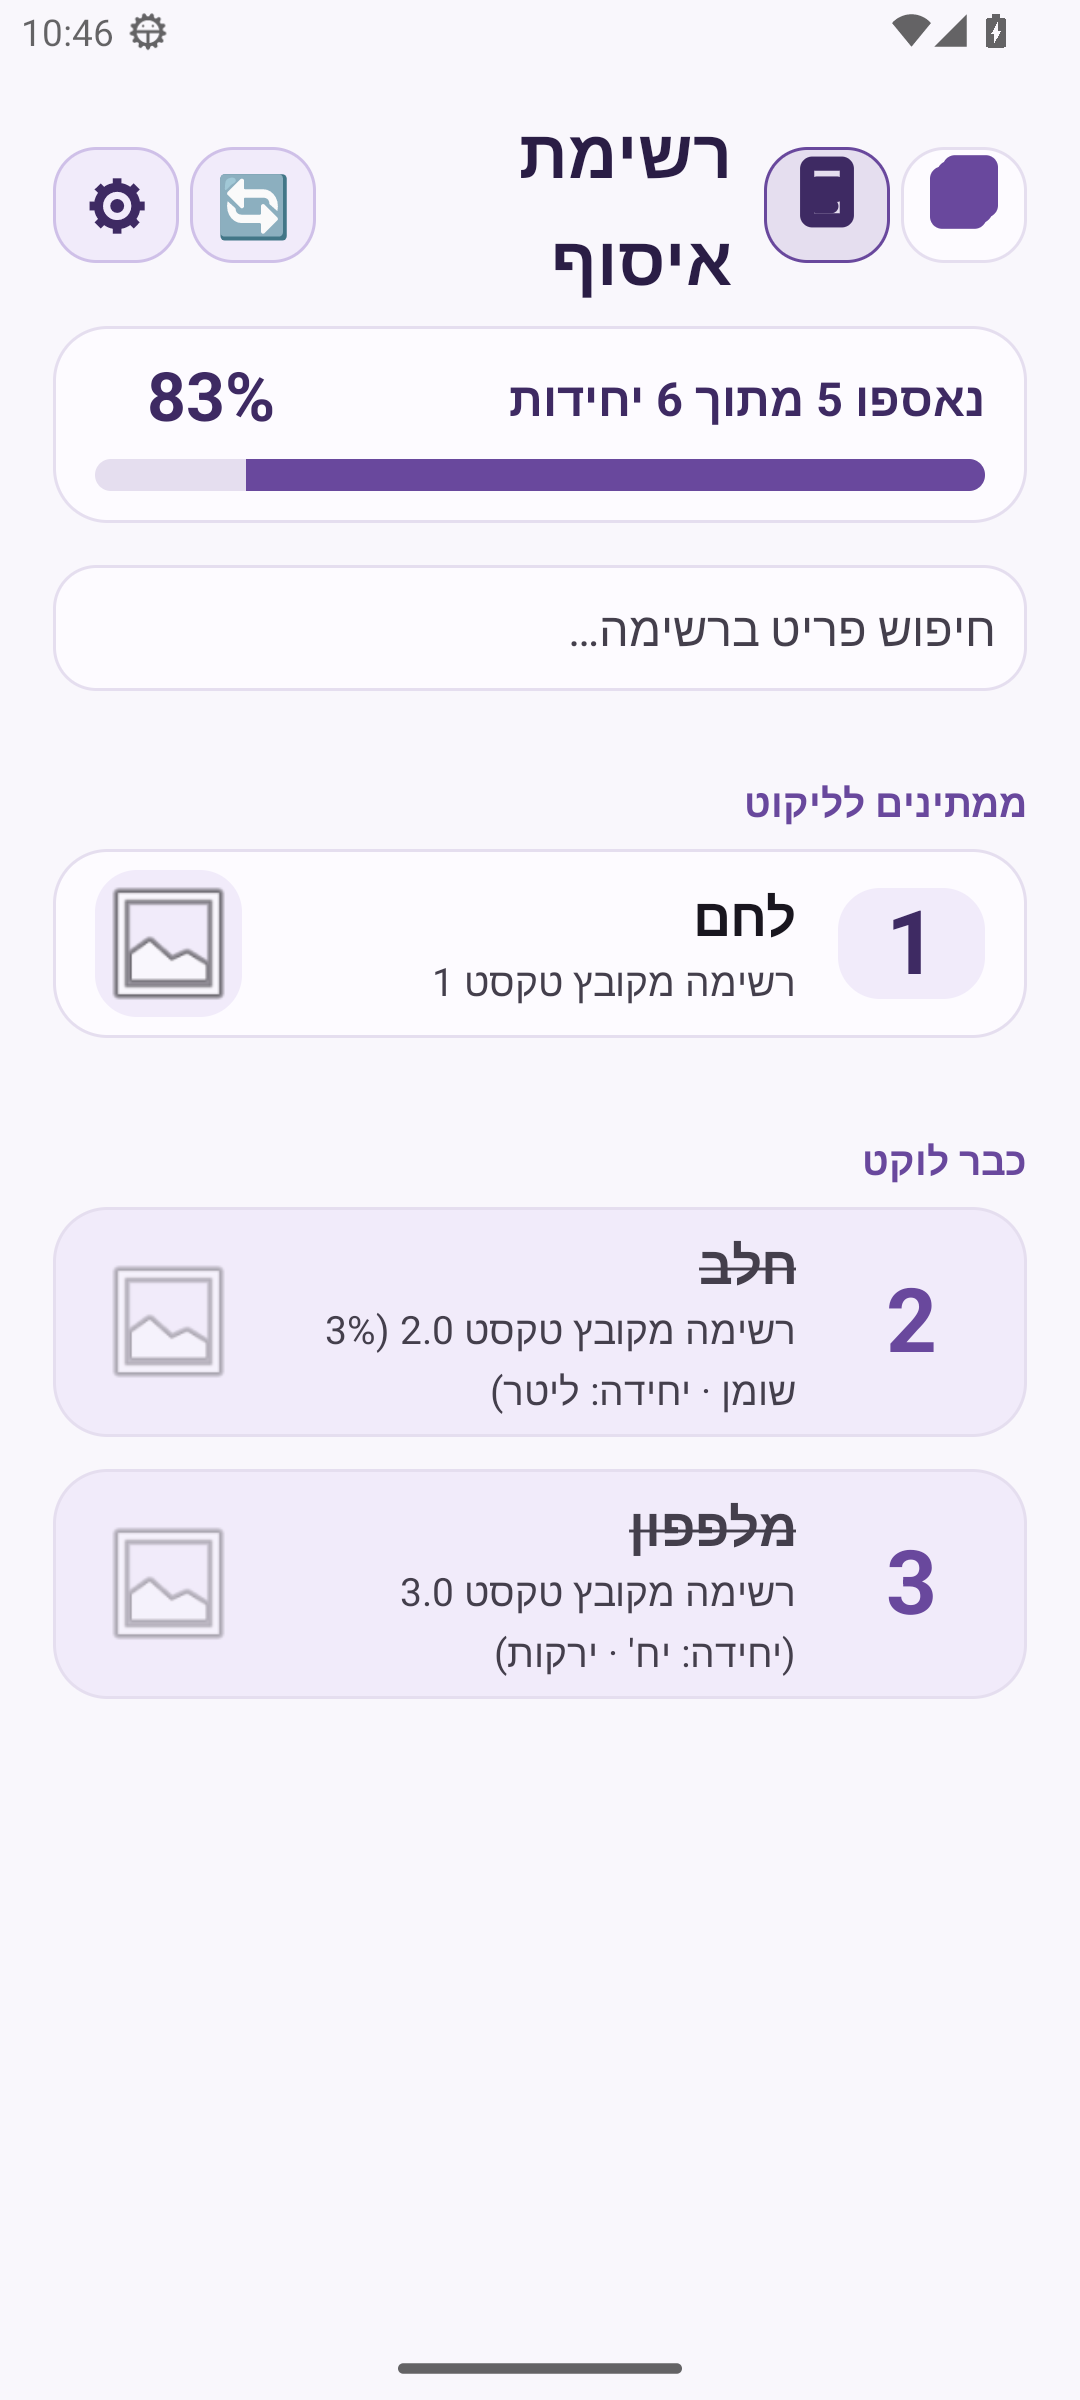 10:46
רשימת
איסוף
נאספו 5 מתוך 6 יחידות
83%
חיפוש פריט ברשימה...
ממתינים לליקוט
1
לחם
רשימה מקובץ טקסט 1
כבר לוקט
2
חלב
רשימה מקובץ טקסט 2.0 (3%
שומן · יחידה: ליטר)
3
מלפפון
רשימה מקובץ טקסט 3.0
(יחידה: יח' · ירקות)